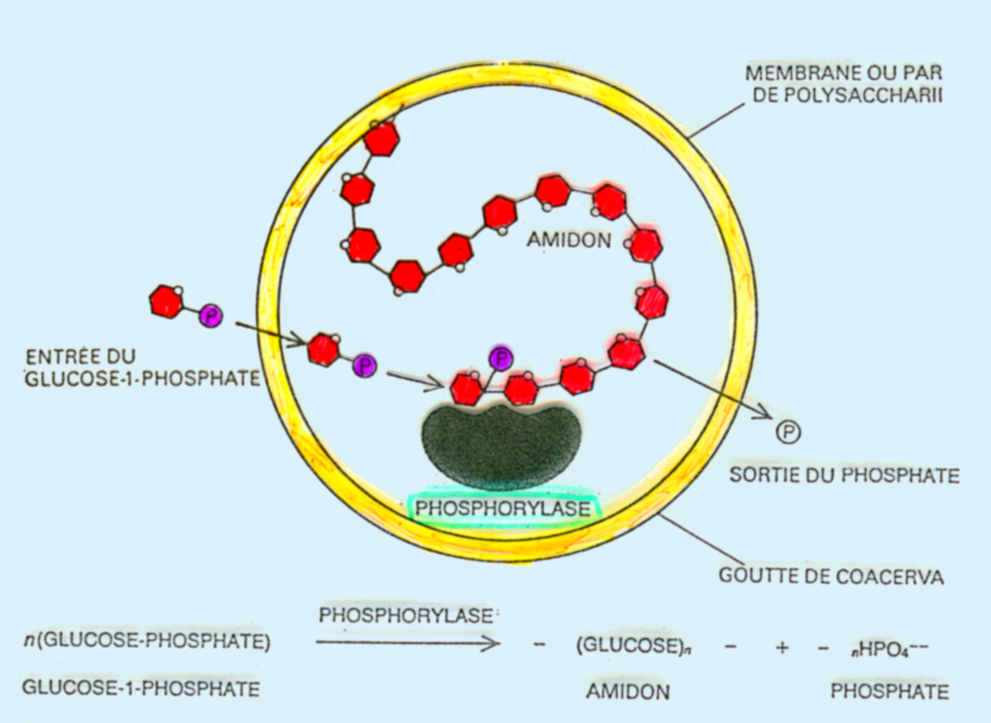 MEMBRANE OU PAR
DE POLYSACCHARII
AMIDON
P
P
P
ENTRÉE DU
GLUCOSE-1-PHOSPHATE
P
SORTIE DU PHOSPHATE
PHOSPHORYLASE
GOUTTE DE COACERVA
PHOSPHORYLASE
n(GLUCOSE-PHOSPHATE) - (GLUCOSE)n - + - nHPO4--
GLUCOSE-1-PHOSPHATE AMIDON PHOSPHATE